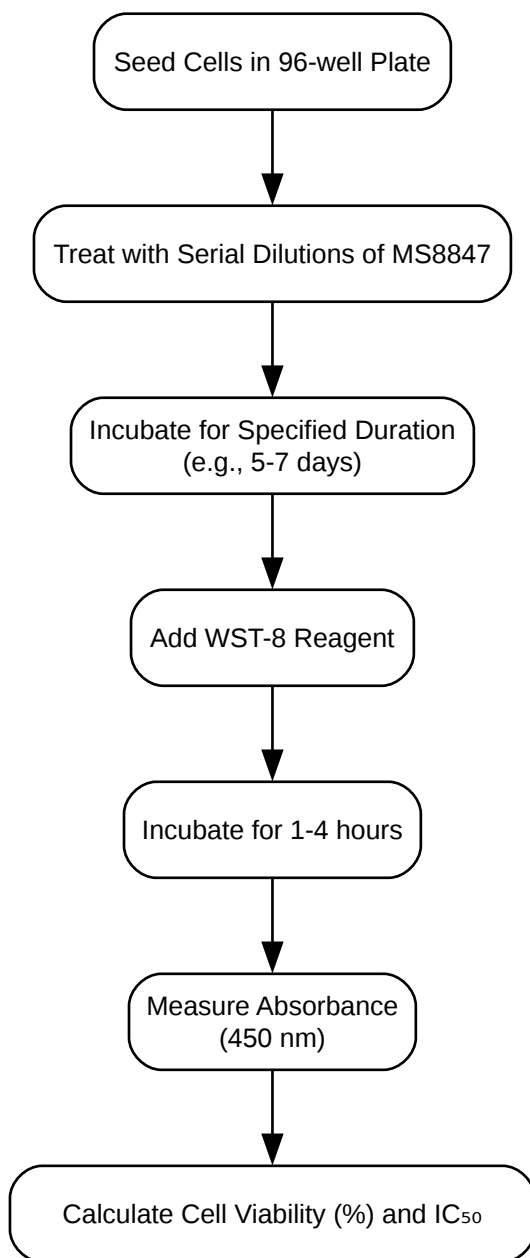 Seed Cells in 96-well Plate
Treat with Serial Dilutions of MS8847
Incubate for Specified Duration
(e.g., 5-7 days)
Add WST-8 Reagent
Incubate for 1-4 hours
Measure Absorbance
(450 nm)
Calculate Cell Viability (%) and IC₅₀